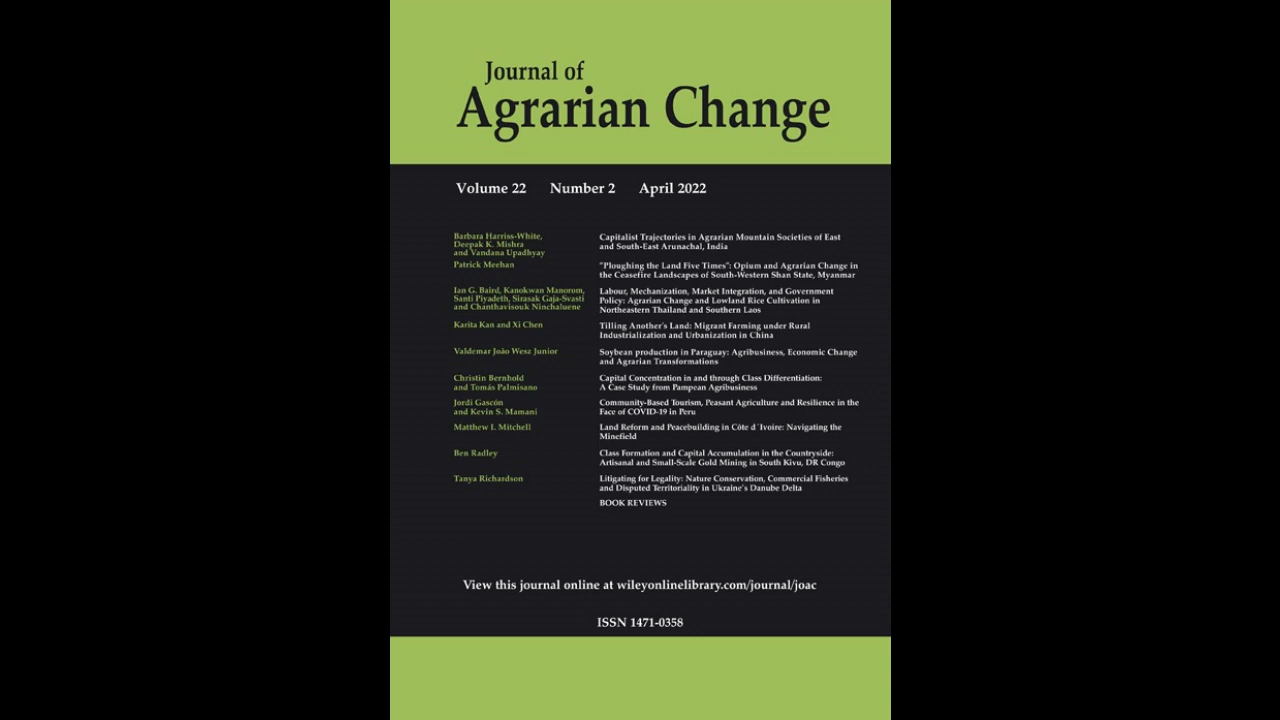 Journal of
Agrarian Change
Volume 22 Number 2 April 2022
Barbara Harriss-White,
Deepak K. Mishra
and Vandana Upadhyay
Capitalist Trajectories in Agrarian Mountain Societies of East
and South-East Arunachal, India
Patrick Meehan
"Ploughing the Land Five Times": Opium and Agrarian Change in
the Ceasefire Landscapes of South-Western Shan State, Myanmar
Ian G. Baird, Kanokwan Manorom,
Santi Piyadeth, Sirasak Gaja-Svasti
and Chanthavisouk Ninchaluene
Labour, Mechanization, Market Integration, and Government
Policy: Agrarian Change and Lowland Rice Cultivation in
Northeastern Thailand and Southern Laos
Karita Kan and Xi Chen
Tilling Another's Land: Migrant Farming under Rural
Industrialization and Urbanization in China
Valdemar João Wesz Junior
Soybean production in Paraguay: Agribusiness, Economic Change
and Agrarian Transformations
Christin Bernhold
and Tomás Palmisano
Capital Concentration in and through Class Differentiation:
A Case Study from Pampean Agribusiness
Jordi Gascón
and Kevin S. Mamani
Community-Based Tourism, Peasant Agriculture and Resilience in the
Face of COVID-19 in Peru
Matthew I. Mitchell
Land Reform and Peacebuilding in Côte d´Ivoire: Navigating the
Minefield
Ben Radley
Class Formation and Capital Accumulation in the Countryside:
Artisanal and Small-Scale Gold Mining in South Kivu, DR Congo
Tanya Richardson
Litigating for Legality: Nature Conservation, Commercial Fisheries
and Disputed Territoriality in Ukraine's Danube Delta
BOOK REVIEWS
View this journal online at wileyonlinelibrary.com/journal/joac
ISSN 1471-0358